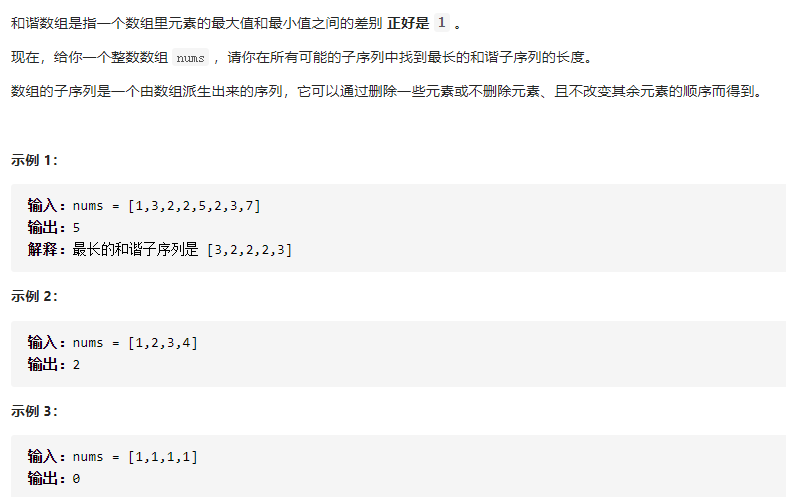 和谐数组是指一个数组里元素的最大值和最小值之间的差别 正好是 1 。
现在，给你一个整数数组 nums ，请你在所有可能的子序列中找到最长的和谐子序列的长度。
数组的子序列是一个由数组派生出来的序列，它可以通过删除一些元素或不删除元素、且不改变其余元素的顺序而得到。
示例 1：
输入：nums = [1,3,2,2,5,2,3,7]
输出：5
解释：最长的和谐子序列是 [3,2,2,2,3]
示例 2：
输入：nums = [1,2,3,4]
输出：2
示例 3：
输入：nums = [1,1,1,1]
输出：0